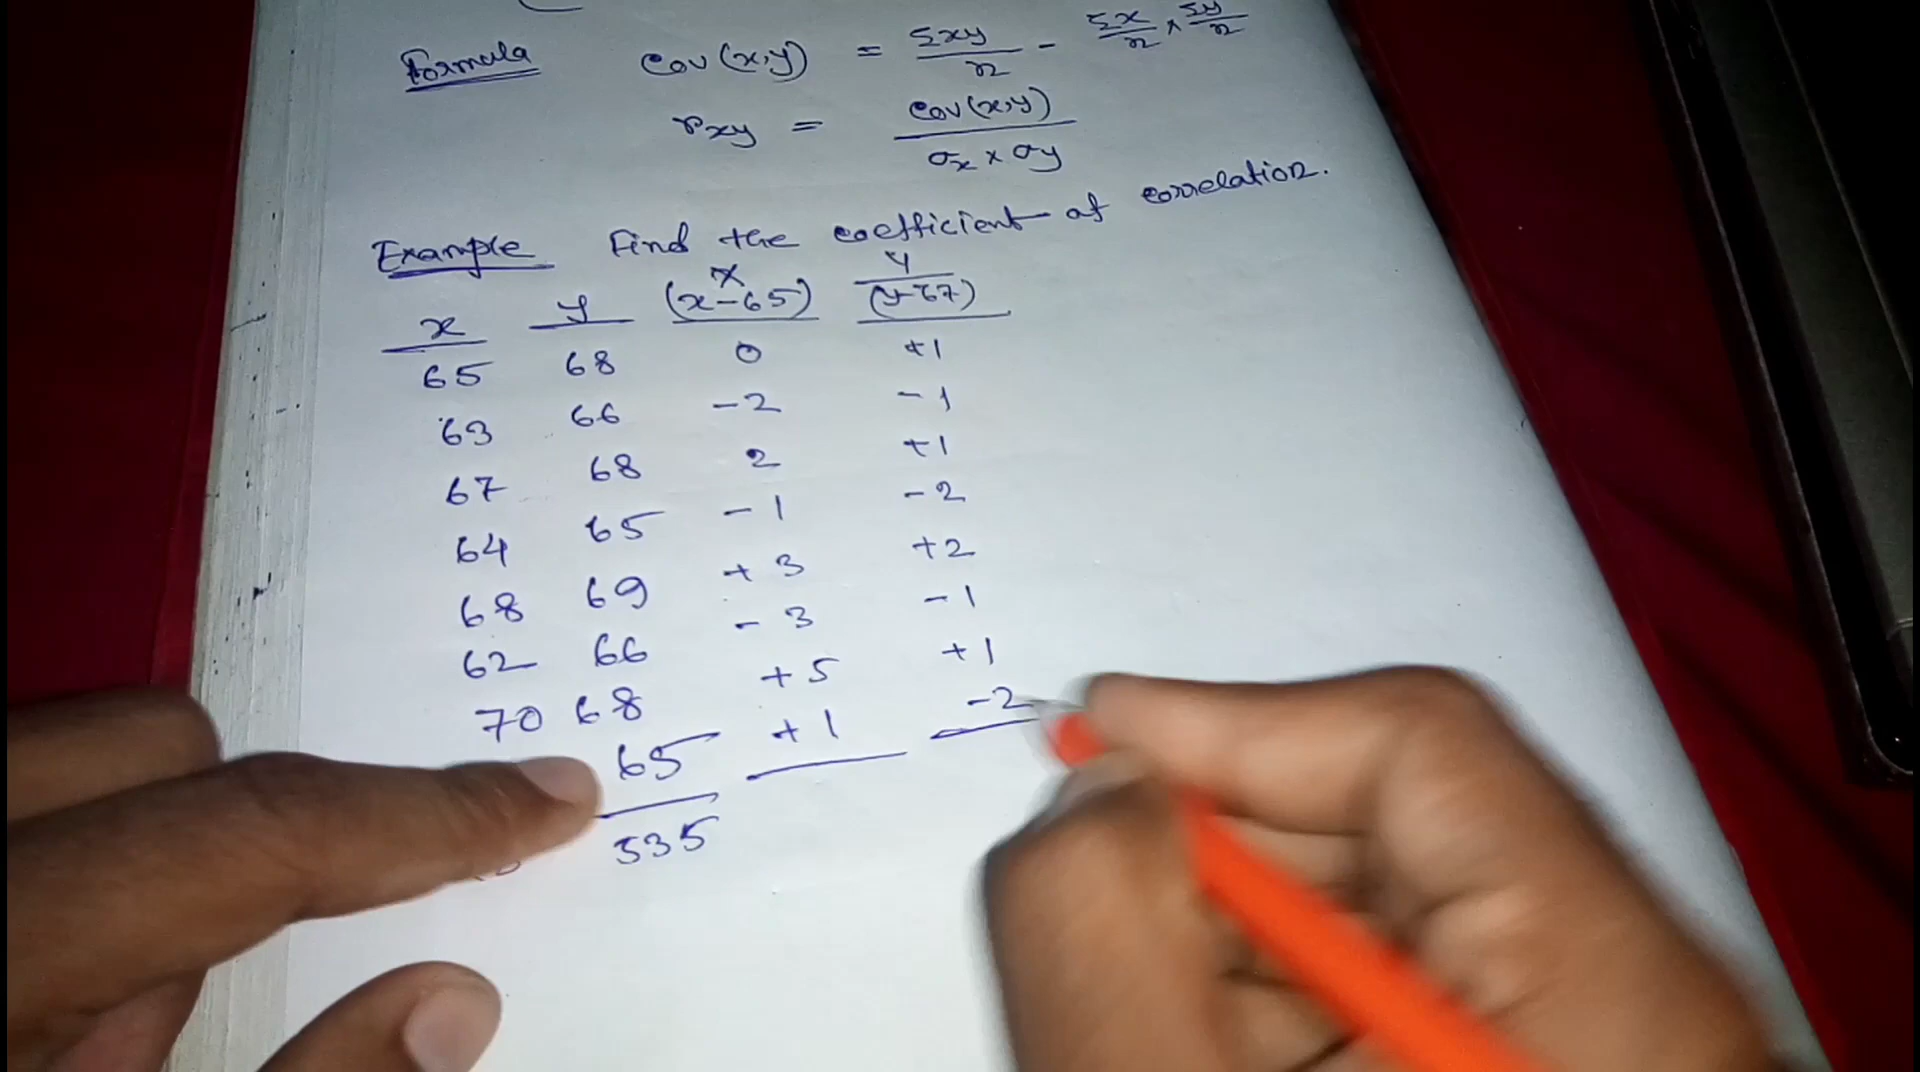 Formula cov(x,y) = Σxy/n - Σx/n × Σy/n
rxy = cov(x,y)/σx × σy
Example Find the coefficient of correlation.
x y X (x-65) Y (y-67)
65 68 0 +1
63 66 -2 -1
67 68 2 +1
64 65 -1 -2
68 69 +3 +2
62 66 -3 -1
70 68 +5 +1
65 +1 -2
535